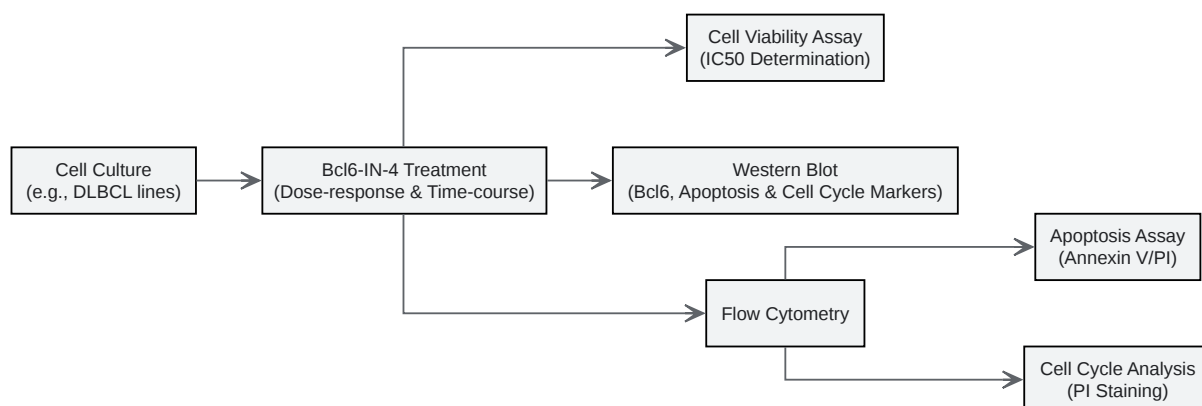 Cell Viability Assay
(IC50 Determination)
Cell Culture
(e.g., DLBCL lines)
Bcl6-IN-4 Treatment
(Dose-response & Time-course)
Western Blot
(Bcl6, Apoptosis & Cell Cycle Markers)
Apoptosis Assay
(Annexin V/PI)
Flow Cytometry
Cell Cycle Analysis
(PI Staining)